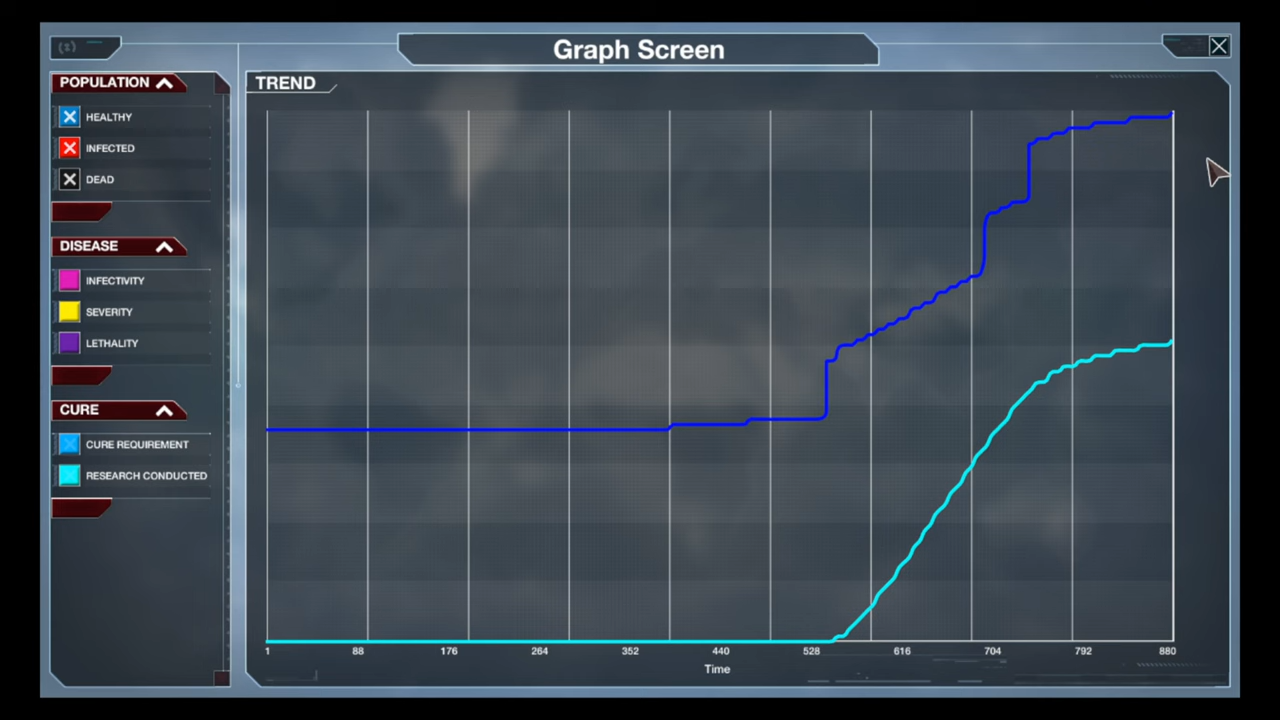 Graph Screen
POPULATION
HEALTHY
INFECTED
DEAD
DISEASE
INFECTIVITY
SEVERITY
LETHALITY
CURE
CURE REQUIREMENT
RESEARCH CONDUCTED
TREND
1 88 176 264 352 440 528 616 704 792 880
Time